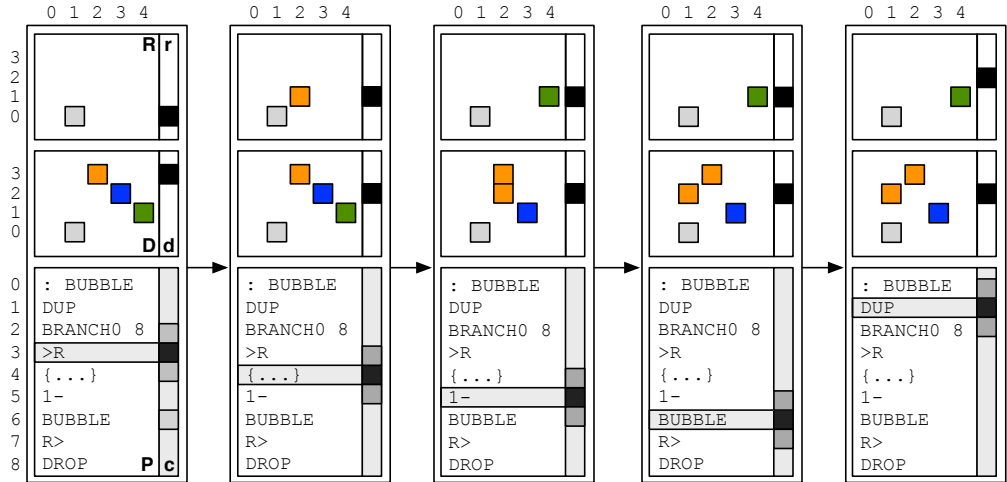 0 1 2 3 4
0 1 2 3 4
0 1 2 3 4
0 1 2 3 4
0 1 2 3 4
R r
3
2
1
0
3
2
1
0
D d
0
1
2
3
4
5
6
7
8
: BUBBLE
DUP
BRANCH0 8
>R
{...}
1-
BUBBLE
R>
DROP
P c
: BUBBLE
DUP
BRANCH0 8
>R
{...}
1-
BUBBLE
R>
DROP
: BUBBLE
DUP
BRANCH0 8
>R
{...}
1-
BUBBLE
R>
DROP
: BUBBLE
DUP
BRANCH0 8
>R
{...}
1-
BUBBLE
R>
DROP
: BUBBLE
DUP
BRANCH0 8
>R
{...}
1-
BUBBLE
R>
DROP